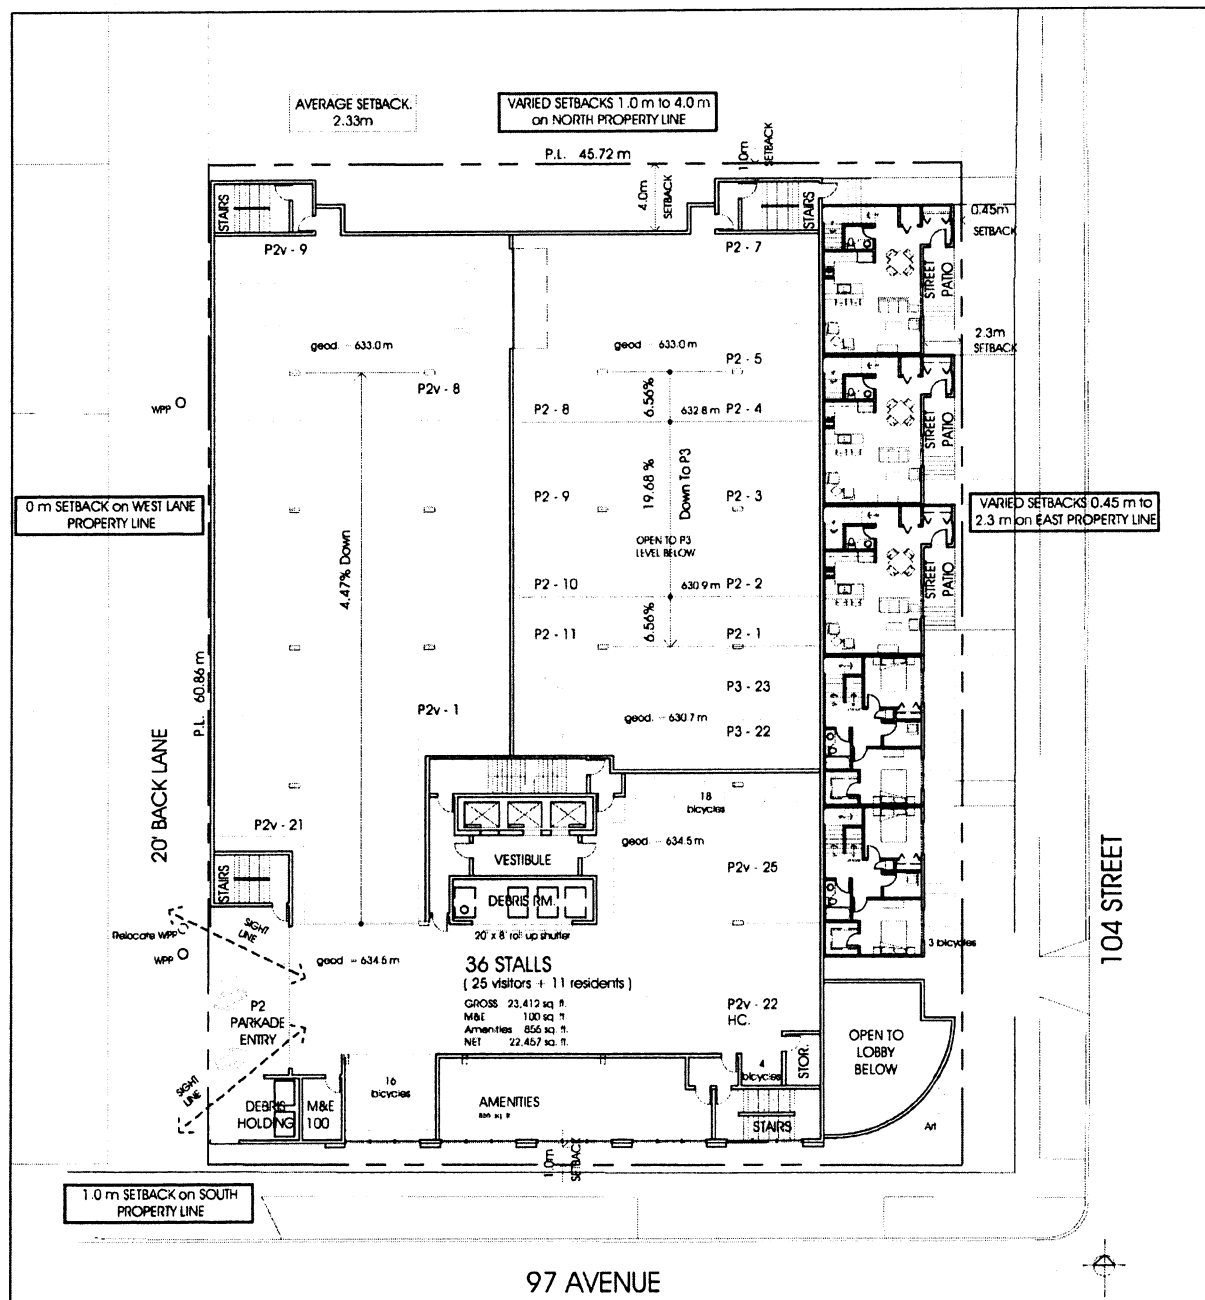 AVERAGE SETBACK.
2.33m
VARIED SETBACKS 1.0 m to 4.0 m
on NORTH PROPERTY LINE
P.L. 45.72 m
1.0m
SETBACK
4.0m
SETBACK
STAIRS
STAIRS
0.45m
SETBACK
P2v - 9
P2 - 7
STREET
PATIO
geod. = 633.0 m
geod = 633.0 m
2.3m
SETBACK
P2 - 5
P2v - 8
6.56%
WPP
P2 - 8
632.8 m
P2 - 4
STREET
PATIO
19.68 %
Down To P3
0 m SETBACK on WEST LANE
PROPERTY LINE
P2 - 9
P2 - 3
VARIED SETBACKS 0.45 m to
2.3 m on EAST PROPERTY LINE
OPEN TO P3
LEVEL BELOW
4.47% Down
P2 - 10
630.9 m
P2 - 2
STREET
PATIO
6.56%
P2 - 11
P2 - 1
P.L. 60.86 m
P3 - 23
P2v - 1
geod. = 630.7 m
P3 - 22
20' BACK LANE
18
bicycles
P2v - 21
geod. = 634.5 m
VESTIBULE
P2v - 25
STAIRS
DEBRIS RM.
104 STREET
SIGHT
LINE
Relocate WPP
20' x 8' roll up shutter
3 bicycles
WPP
geod = 634.5 m
36 STALLS
( 25 visitors + 11 residents )
GROSS 23,412 sq. ft.
M&E 100 sq. ft
Amenities 855 sq. ft.
NET 22,457 sq. ft.
P2
PARKADE
ENTRY
P2v - 22
HC.
OPEN TO
LOBBY
BELOW
STOR.
SIGHT
LINE
16
bicycles
4
bicycles
DEBRIS
HOLDING
M&E
100
AMENITIES
STAIRS
Art
1.0m
SETBACK
1.0 m SETBACK on SOUTH
PROPERTY LINE
97 AVENUE